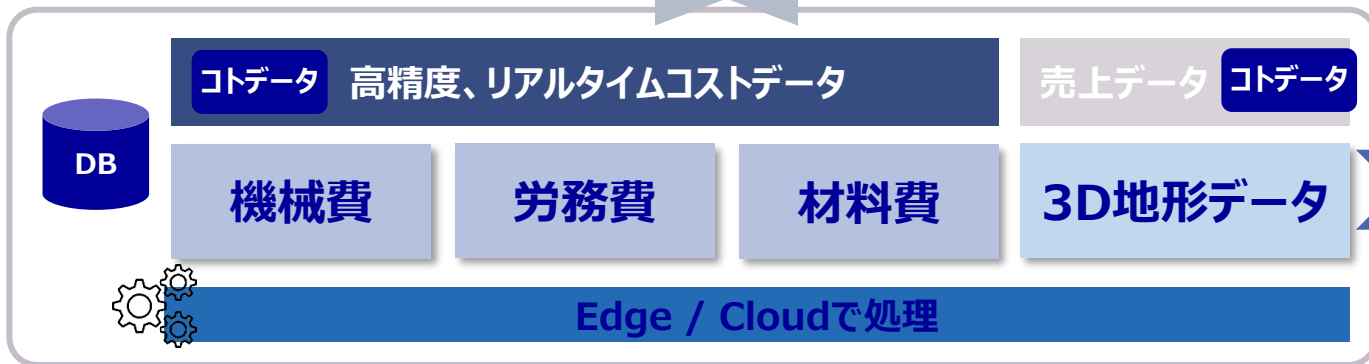 コトデータ 高精度、リアルタイムコストデータ
売上データ コトデータ
DB
機械費
労務費
材料費
3D地形データ
Edge / Cloudで処理